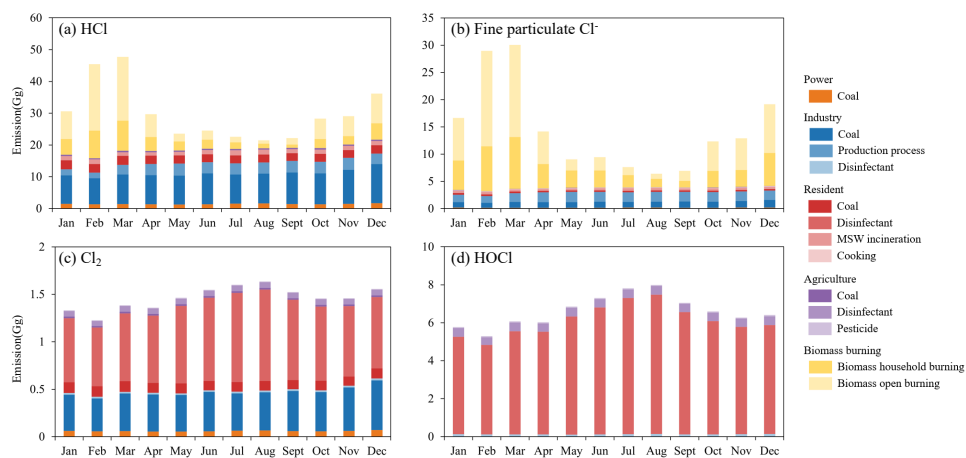 (a) HCl
Emission(Gg)
60
50
40
30
20
10
0
Jan Feb Mar Apr May Jun Jul Aug Sept Oct Nov Dec
(b) Fine particulate Cl⁻
Emission(Gg)
35
30
25
20
15
10
5
0
Jan Feb Mar Apr May Jun Jul Aug Sept Oct Nov Dec
(c) Cl₂
Emission(Gg)
2
1.5
1
0.5
0
Jan Feb Mar Apr May Jun Jul Aug Sept Oct Nov Dec
(d) HOCl
10
8
6
4
2
0
Jan Feb Mar Apr May Jun Jul Aug Sept Oct Nov Dec
Power
Coal
Industry
Coal
Production process
Disinfectant
Resident
Coal
Disinfectant
MSW incineration
Cooking
Agriculture
Coal
Disinfectant
Pesticide
Biomass burning
Biomass household burning
Biomass open burning